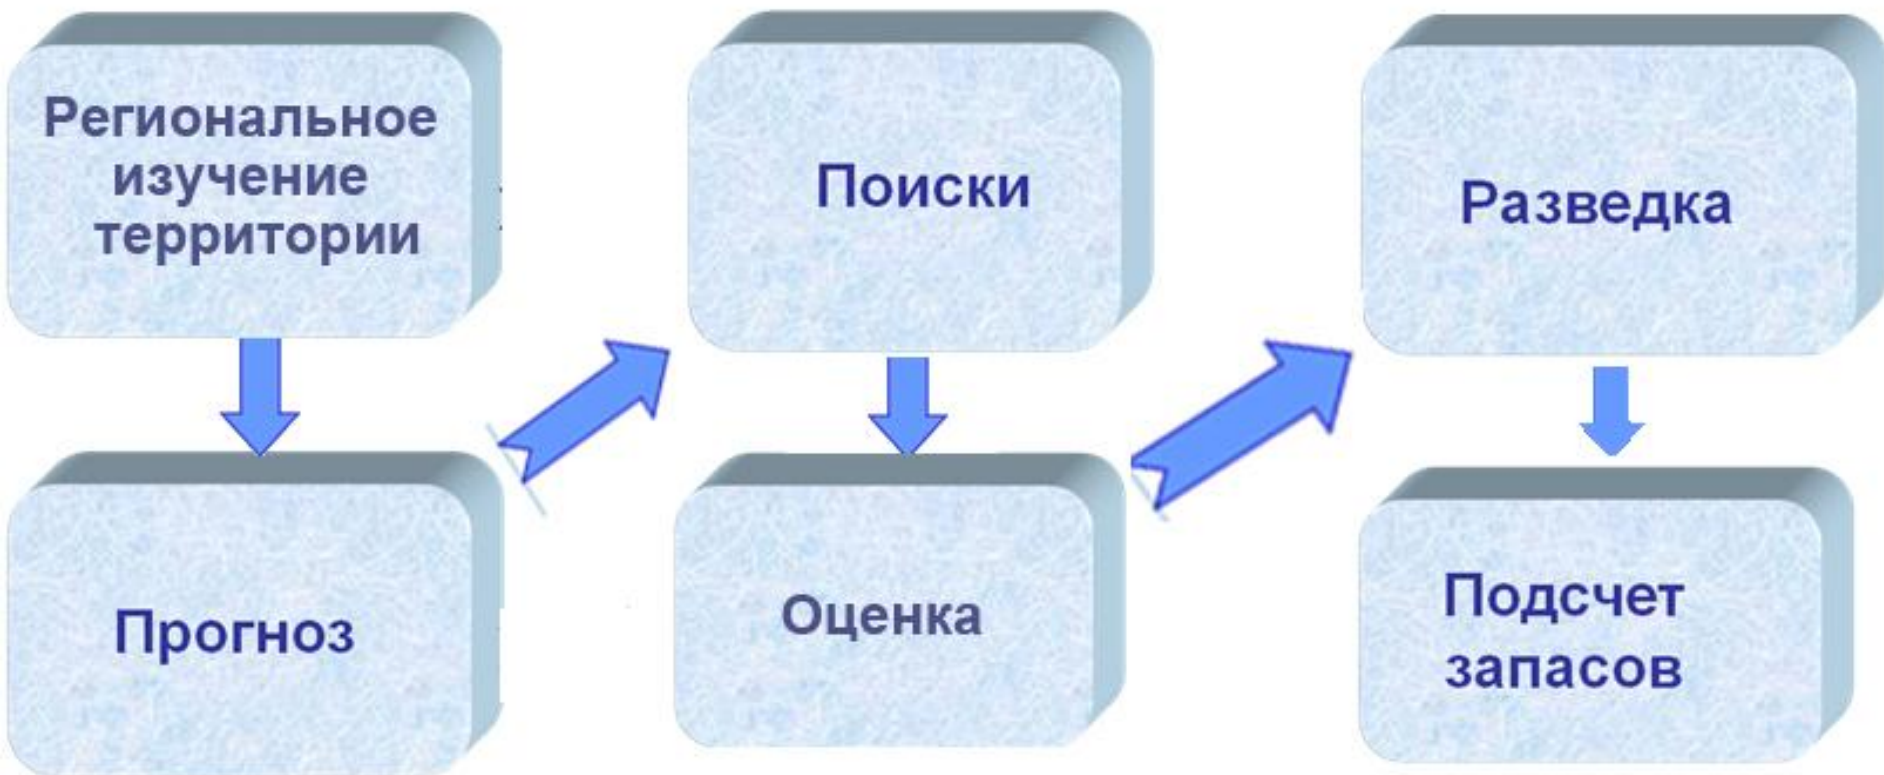 Региональное
изучение
территории
Прогноз
Поиски
Оценка
Разведка
Подсчет
запасов